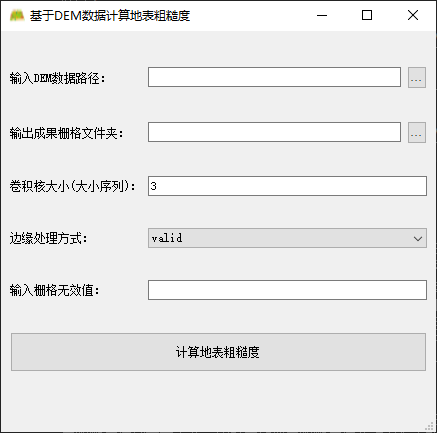 基于DEM数据计算地表粗糙度
输入DEM数据路径：
...
输出成果栅格文件夹：
...
卷积核大小(大小序列)：
3
边缘处理方式：
valid
输入栅格无效值：
计算地表粗糙度